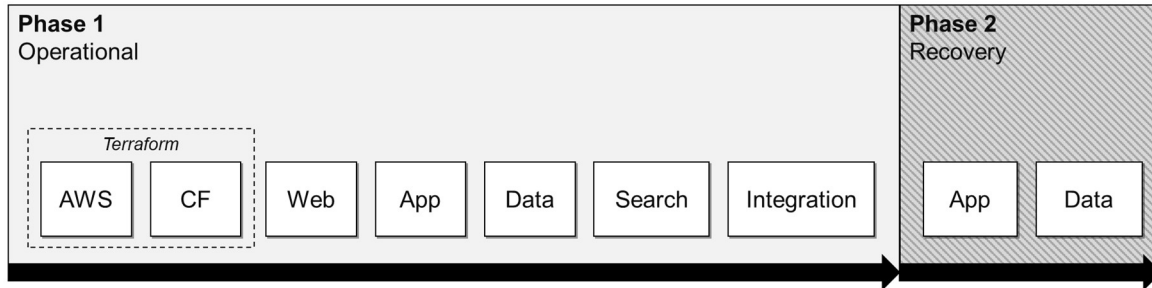 Phase 1
Operational
Phase 2
Recovery
Terraform
AWS
CF
Web
App
Data
Search
Integration
App
Data